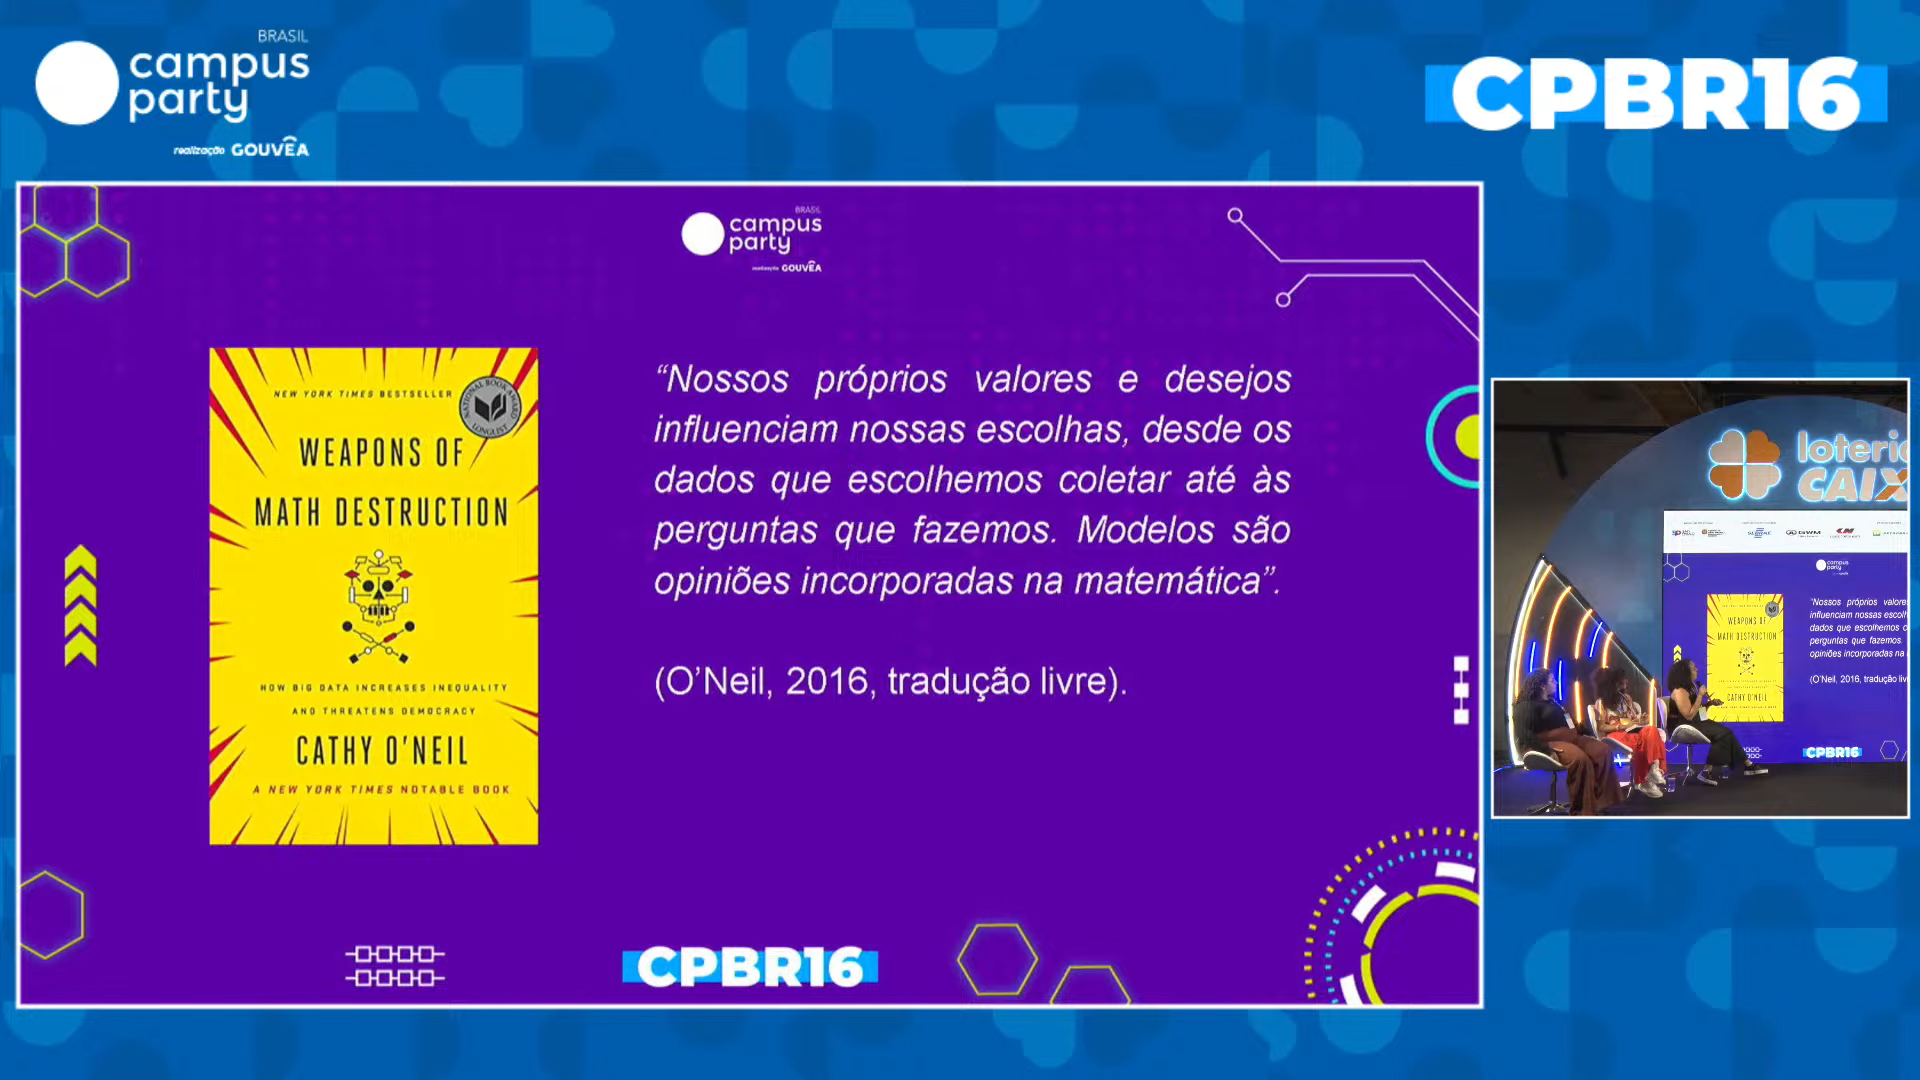 BRASIL
campus
party
realização GOUVÊA
CPBR16
BRASIL
campus
party
realização GOUVÊA
NEW YORK TIMES BESTSELLER
NATIONAL BOOK AWARD
LONGLIST
WEAPONS OF
MATH DESTRUCTION
HOW BIG DATA INCREASES INEQUALITY
AND THREATENS DEMOCRACY
CATHY O'NEIL
A NEW YORK TIMES NOTABLE BOOK
“Nossos próprios valores e desejos
influenciam nossas escolhas, desde os
dados que escolhemos coletar até às
perguntas que fazemos. Modelos são
opiniões incorporadas na matemática”.
(O’Neil, 2016, tradução livre).
CPBR16
loteri
CAIX
SEBRAE
GWM
campus
party
WEAPONS OF
MATH DESTRUCTION
CATHY O'NEIL
“Nossos próprios valore
influenciam nossas escol
dados que escolhemos c
perguntas que fazemos.
opiniões incorporadas na
(O’Neil, 2016, tradução liv
CPBR16